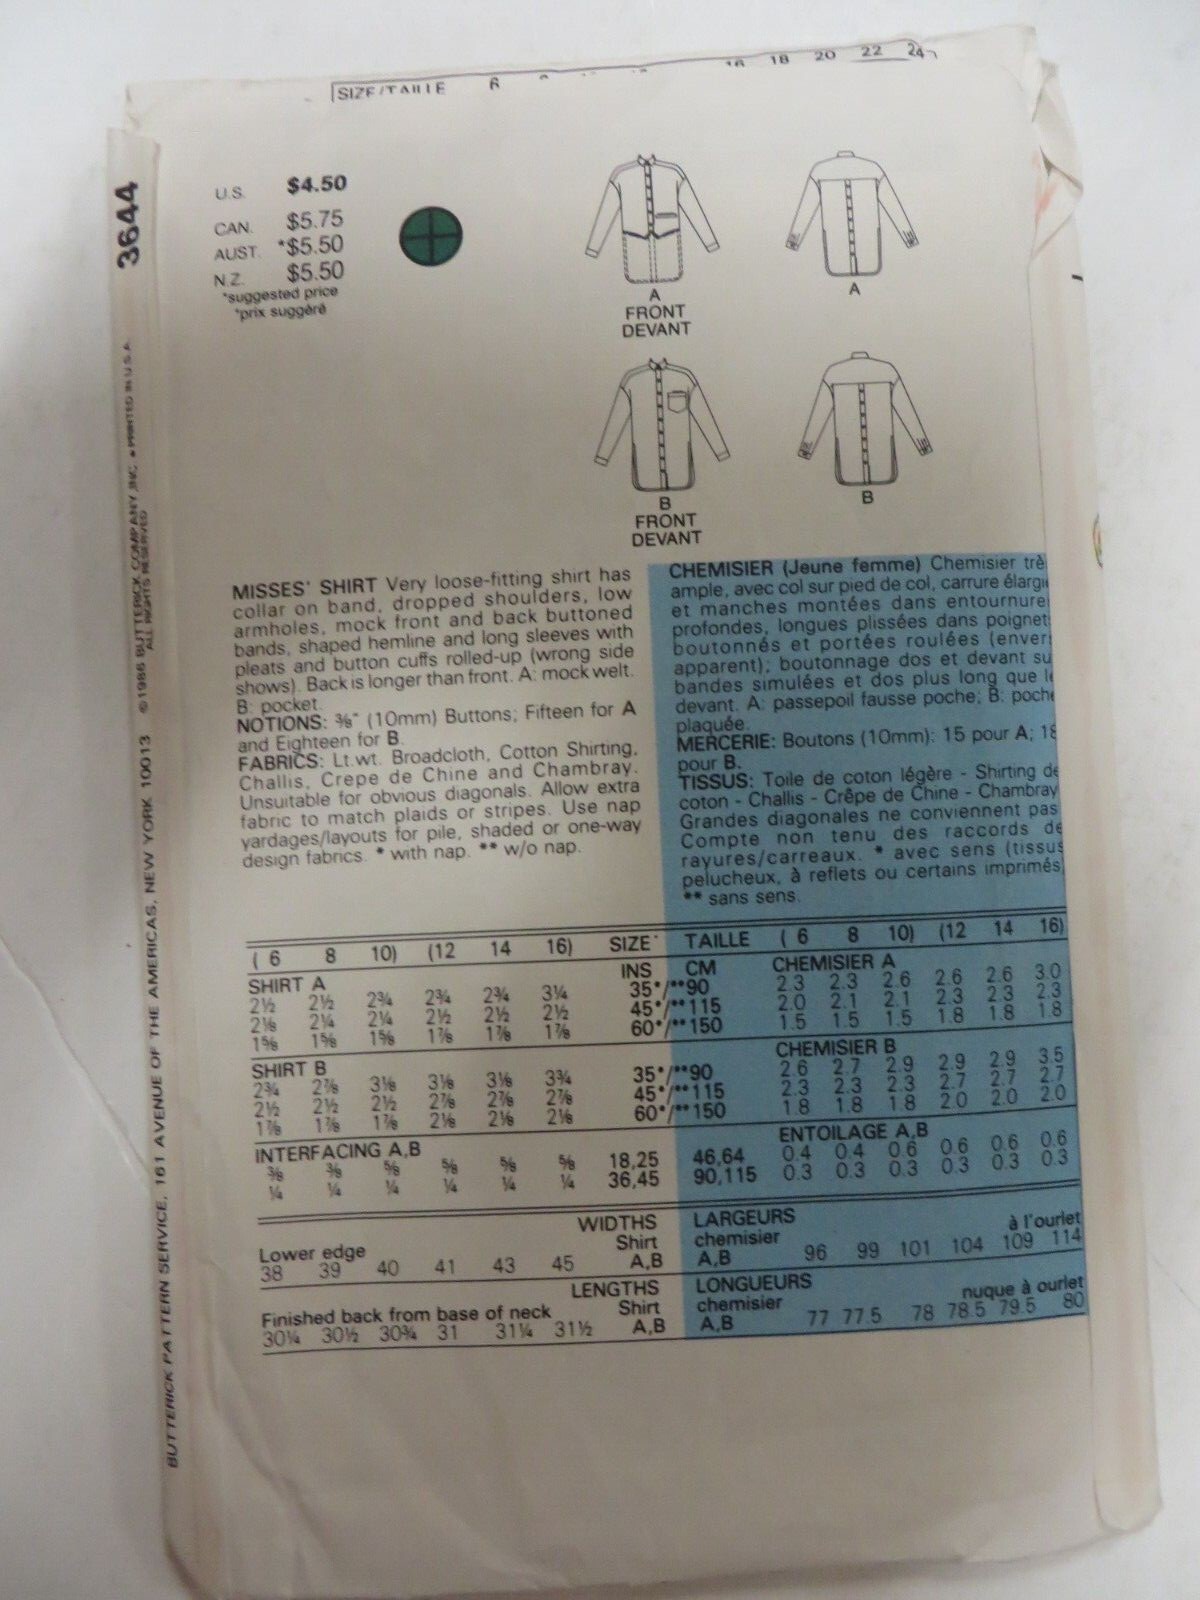 SIZE/TAILLE 6 16 18 20 22 24
3644
U.S. $4.50
CAN. $5.75
AUST. *$5.50
N.Z. $5.50
*suggested price
*prix suggéré
A
FRONT
DEVANT
A
B
FRONT
DEVANT
B
©1986 BUTTERICK COMPANY, INC. • PRINTED IN U.S.A.
ALL RIGHTS RESERVED
BUTTERICK PATTERN SERVICE, 161 AVENUE OF THE AMERICAS, NEW YORK 10013
MISSES' SHIRT Very loose-fitting shirt has
collar on band, dropped shoulders, low
armholes, mock front and back buttoned
bands, shaped hemline and long sleeves with
pleats and button cuffs rolled-up (wrong side
shows). Back is longer than front. A: mock welt.
B: pocket.
NOTIONS: ⅜" (10mm) Buttons; Fifteen for A
and Eighteen for B.
FABRICS: Lt.wt. Broadcloth, Cotton Shirting,
Challis, Crepe de Chine and Chambray.
Unsuitable for obvious diagonals. Allow extra
fabric to match plaids or stripes. Use nap
yardages/layouts for pile, shaded or one-way
design fabrics. * with nap. ** w/o nap.
CHEMISIER (Jeune femme) Chemisier trè
ample, avec col sur pied de col, carrure élargi
et manches montées dans entournure
profondes, longues plissées dans poignet
boutonnés et portées roulées (enver
apparent); boutonnage dos et devant su
bandes simulées et dos plus long que l
devant. A: passepoil fausse poche; B: poche
plaquée.
MERCERIE: Boutons (10mm): 15 pour A; 18
pour B.
TISSUS: Toile de coton légère - Shirting de
coton - Challis - Crêpe de Chine - Chambray
Grandes diagonales ne conviennent pas
Compte non tenu des raccords de
rayures/carreaux. * avec sens (tissus
pelucheux, à reflets ou certains imprimés
** sans sens.
( 6 8 10) (12 14 16) SIZE TAILLE ( 6 8 10) (12 14 16)
SHIRT A INS CM CHEMISIER A
2½ 2½ 2¾ 2¾ 2¾ 3¼ 35*/**90 2.3 2.3 2.6 2.6 2.6 3.0
2⅛ 2¼ 2¼ 2½ 2½ 2½ 45*/**115 2.0 2.1 2.1 2.3 2.3 2.3
1⅝ 1⅝ 1⅝ 1⅞ 1⅞ 1⅞ 60*/**150 1.5 1.5 1.5 1.8 1.8 1.8
SHIRT B CHEMISIER B
2¾ 2⅞ 3⅛ 3⅛ 3⅛ 3¾ 35*/**90 2.6 2.7 2.9 2.9 2.9 3.5
2½ 2½ 2½ 2⅞ 2⅞ 2⅞ 45*/**115 2.3 2.3 2.3 2.7 2.7 2.7
1⅞ 1⅞ 1⅞ 2⅛ 2⅛ 2⅛ 60*/**150 1.8 1.8 1.8 2.0 2.0 2.0
INTERFACING A,B ENTOILAGE A,B
⅜ ⅜ ⅝ ⅝ ⅝ ⅝ 18,25 46,64 0.4 0.4 0.6 0.6 0.6 0.6
¼ ¼ ¼ ¼ ¼ ¼ 36,45 90,115 0.3 0.3 0.3 0.3 0.3 0.3
WIDTHS LARGEURS
Lower edge Shirt chemisier à l'ourlet
38 39 40 41 43 45 A,B A,B 96 99 101 104 109 114
LENGTHS LONGUEURS
Finished back from base of neck Shirt chemisier nuque à ourlet
30¼ 30½ 30¾ 31 31¼ 31½ A,B A,B 77 77.5 78 78.5 79.5 80